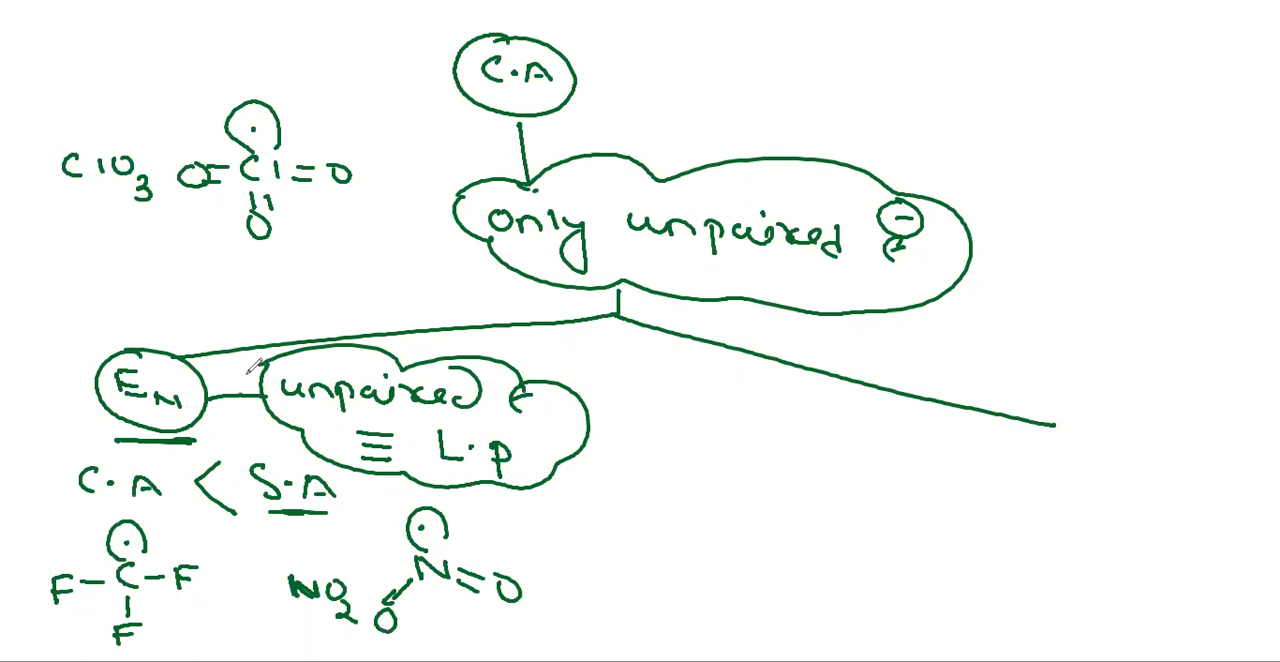 C.A
ClO3 O=Cl=O
O
only unpaired e⊖
EN unpaired e
≡ L.p
C.A < S.A
F-C-F
F
NO2 N=O
O